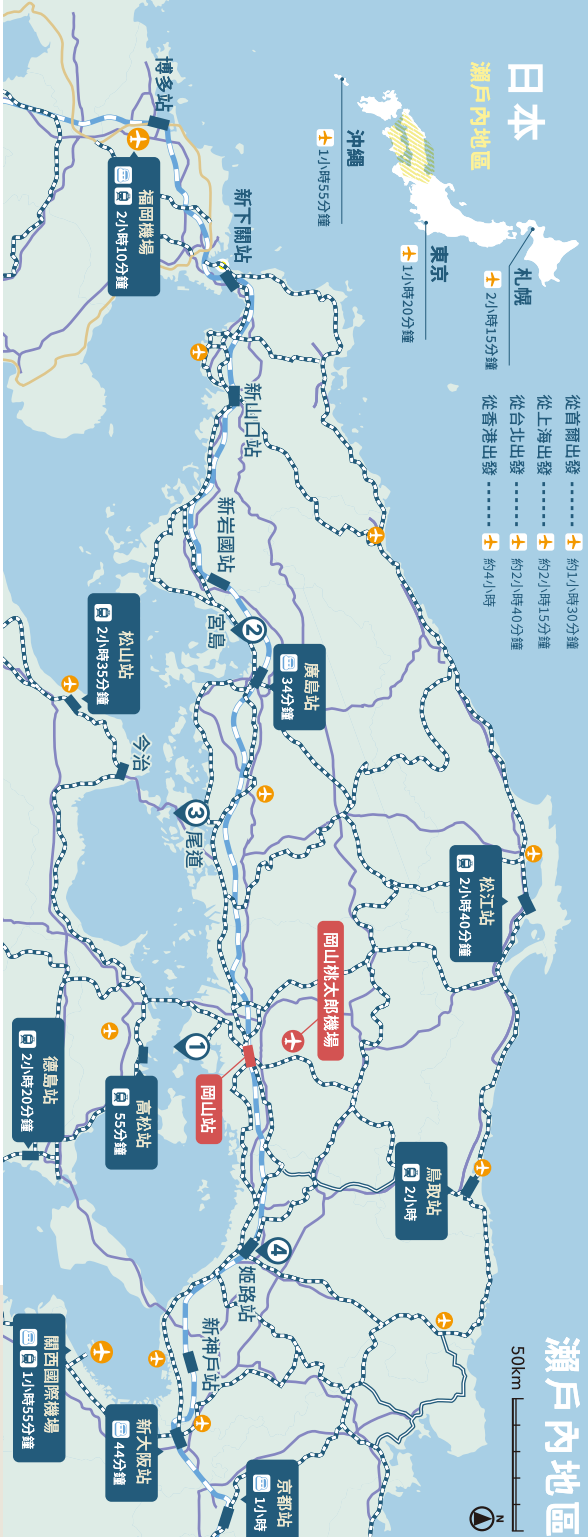 日本
瀨戶內地區
札幌
2小時15分鐘
東京
1小時20分鐘
沖繩
1小時55分鐘
從首爾出發 約1小時30分
從上海出發 約2小時15分
從台北出發 約2小時40分
從香港出發 約4小時
瀨戶內地區
50km
N
博多站
福岡機場
2小時10分鐘
新下關站
新山口站
新岩國站
宮島
2
廣島站
34分鐘
松山站
2小時35分鐘
今治
3
尾道
松江站
2小時40分鐘
岡山桃太郎機場
1
岡山站
高松站
55分鐘
德島站
2小時20分鐘
鳥取站
2小時
4
姬路站
新神戶站
關西國際機場
1小時55分鐘
新大阪站
44分鐘
京都站
1小時